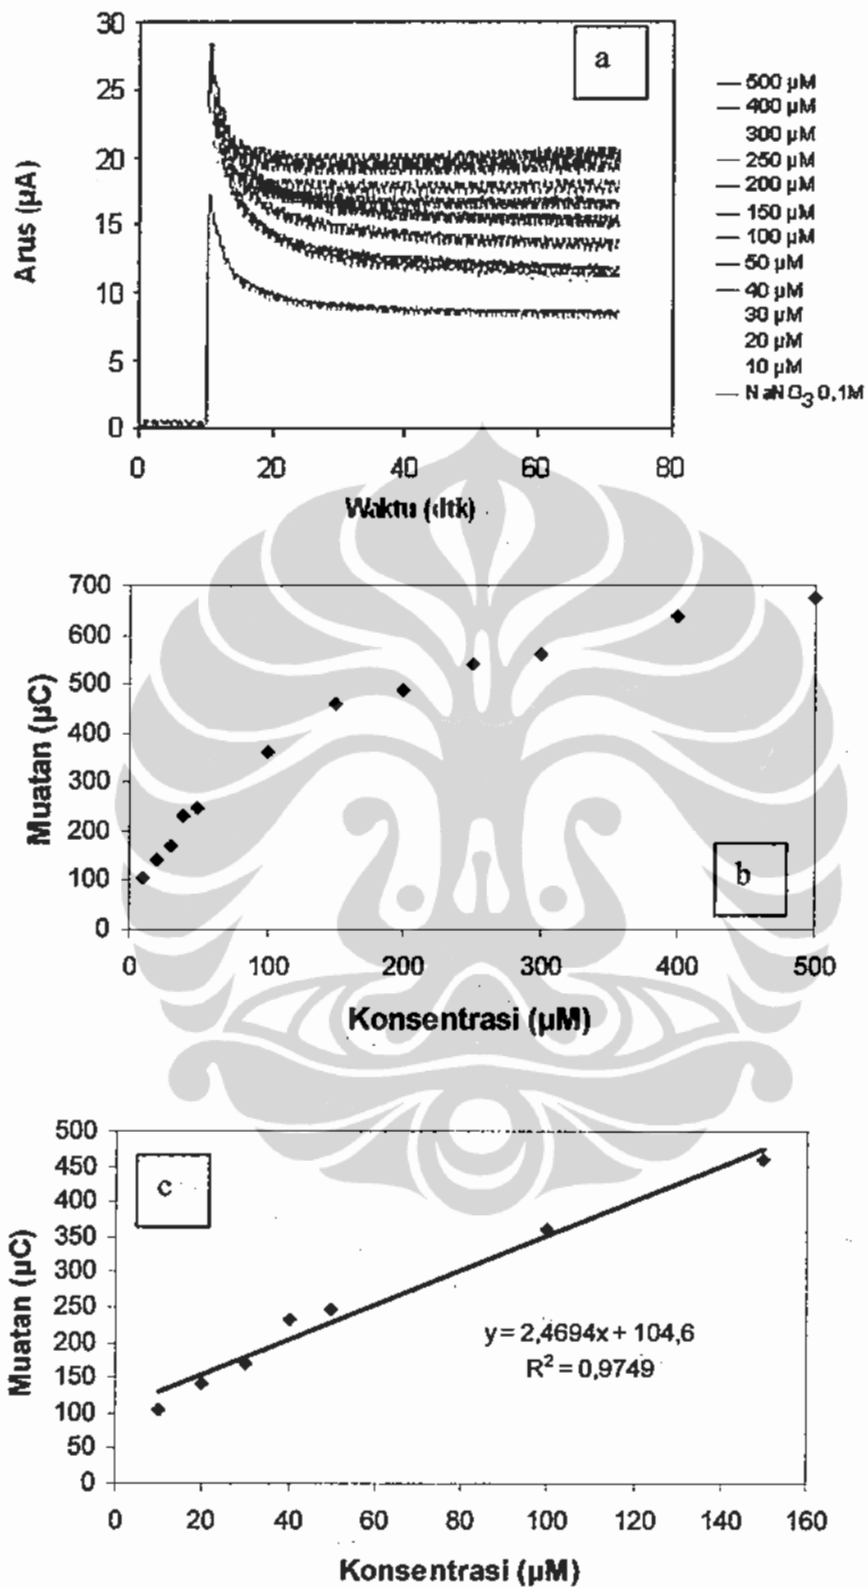 a
30
25
20
15
10
5
0
Arus (µA)
0 20 40 60 80
Waktu (dtk)
500 µM
400 µM
300 µM
250 µM
200 µM
150 µM
100 µM
50 µM
40 µM
30 µM
20 µM
10 µM
NaNO3 0,1M
700
600
500
400
300
200
100
0
Muatan (µC)
b
0 100 200 300 400 500
Konsentrasi (µM)
500
450
400
350
300
250
200
150
100
50
0
Muatan (µC)
c
y = 2,4694x + 104,6
R² = 0,9749
0 20 40 60 80 100 120 140 160
Konsentrasi (µM)